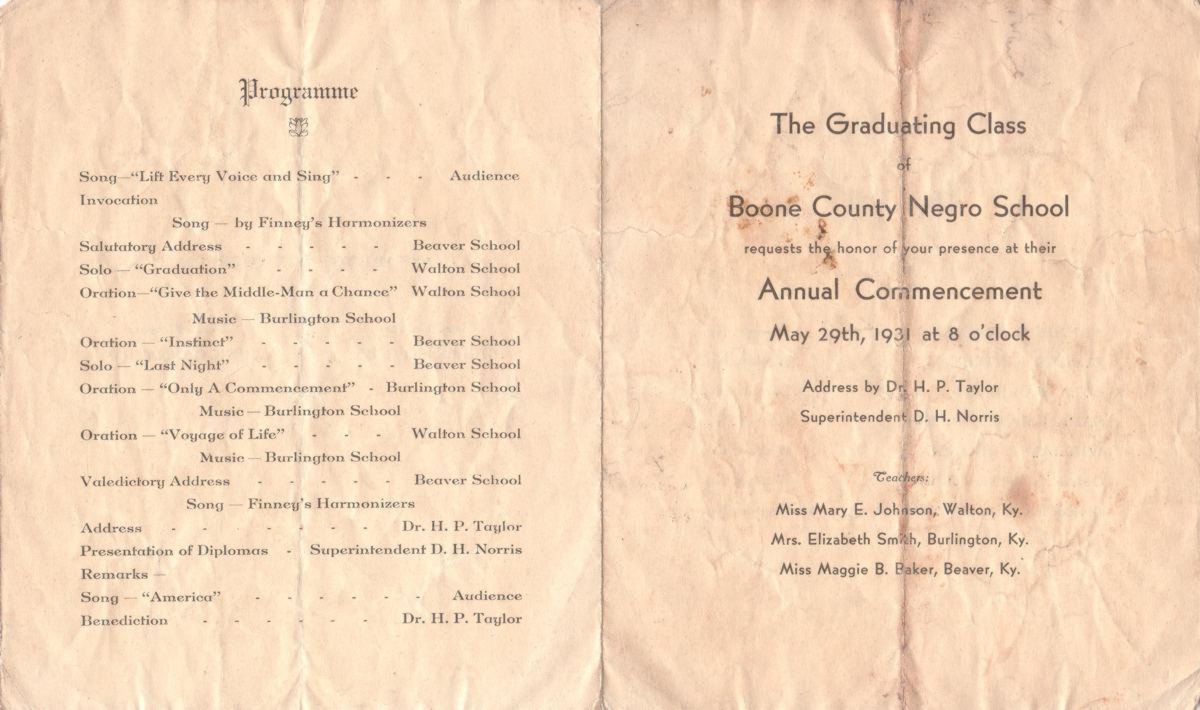 Programme
Song—“Lift Every Voice and Sing” - - - Audience
Invocation
Song — by Finney's Harmonizers
Salutatory Address - - - - - Beaver School
Solo — “Graduation” - - - - Walton School
Oration—“Give the Middle-Man a Chance” Walton School
Music — Burlington School
Oration — “Instinct” - - - - - Beaver School
Solo — “Last Night” - - - - - Beaver School
Oration — “Only A Commencement” - Burlington School
Music — Burlington School
Oration — “Voyage of Life” - - - Walton School
Music — Burlington School
Valedictory Address - - - - - Beaver School
Song — Finney's Harmonizers
Address - - - - - - Dr. H. P. Taylor
Presentation of Diplomas - Superintendent D. H. Norris
Remarks —
Song — “America” - - - - - - Audience
Benediction - - - - - - Dr. H. P. Taylor
The Graduating Class
of
Boone County Negro School
requests the honor of your presence at their
Annual Commencement
May 29th, 1931 at 8 o'clock
Address by Dr. H. P. Taylor
Superintendent D. H. Norris
Teachers:
Miss Mary E. Johnson, Walton, Ky.
Mrs. Elizabeth Smith, Burlington, Ky.
Miss Maggie B. Baker, Beaver, Ky.